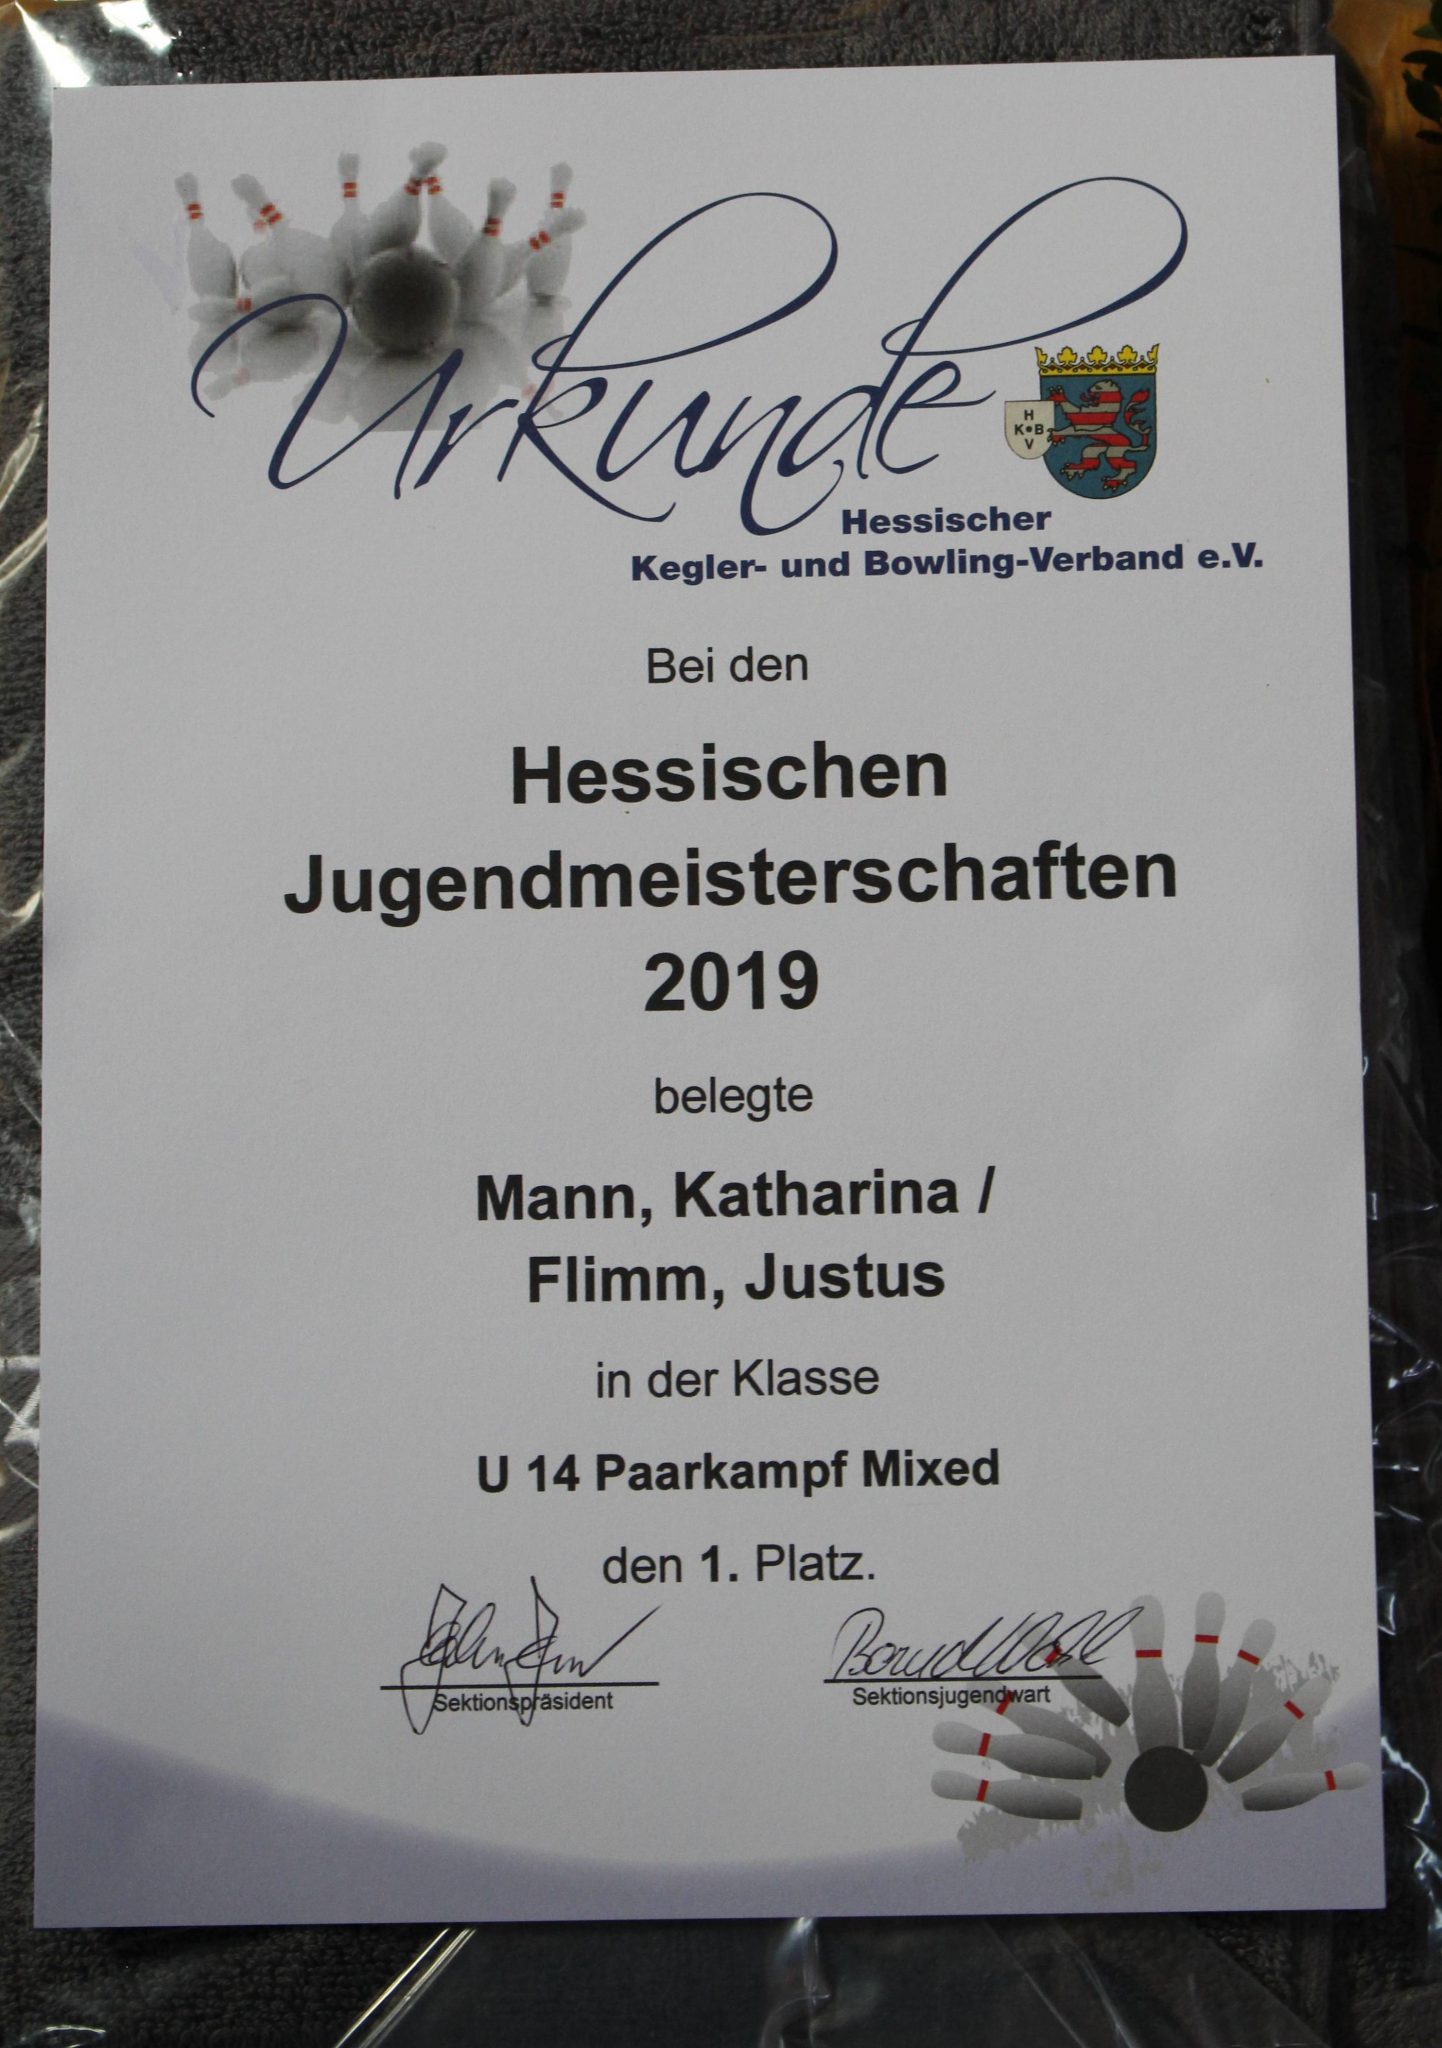 Urkunde
H
K•B
V
Hessischer
Kegler- und Bowling-Verband e.V.
Bei den
Hessischen
Jugendmeisterschaften
2019
belegte
Mann, Katharina /
Flimm, Justus
in der Klasse
U 14 Paarkampf Mixed
den 1. Platz.
Sektionspräsident
Sektionsjugendwart